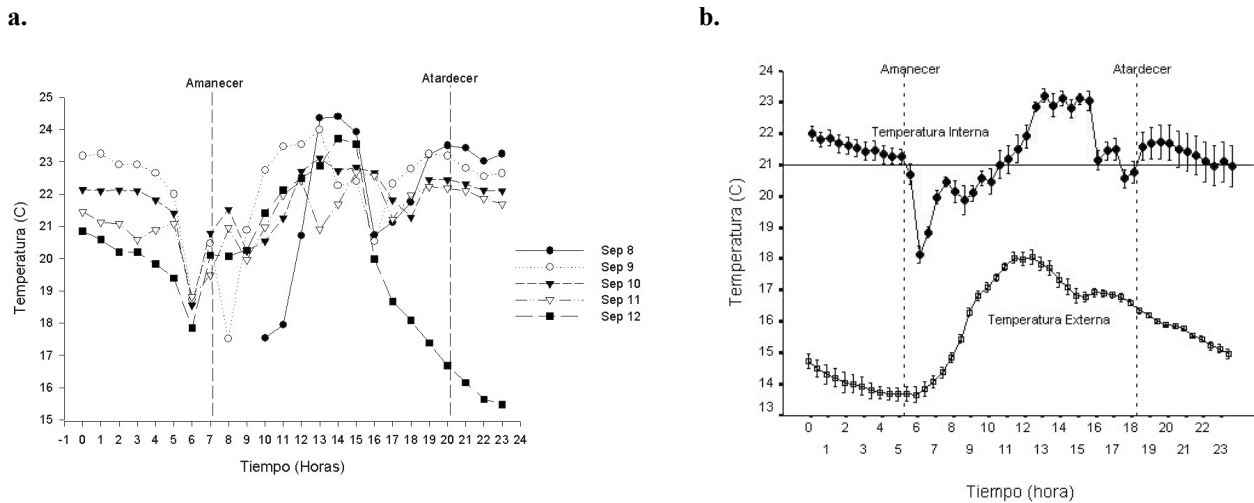 a.
Amanecer
Atardecer
25
24
23
22
21
20
19
18
17
16
15
Temperatura (C)
-1 0 1 2 3 4 5 6 7 8 9 10 11 12 13 14 15 16 17 18 19 20 21 22 23 24
Tiempo (Horas)
Sep 8
Sep 9
Sep 10
Sep 11
Sep 12
b.
Amanecer
Atardecer
24
23
22
21
20
19
18
17
16
15
14
13
Temperatura (C)
Temperatura Interna
Temperatura Externa
0 2 4 6 8 10 12 14 16 18 20 22
1 3 5 7 9 11 13 15 17 19 21 23
Tiempo (hora)